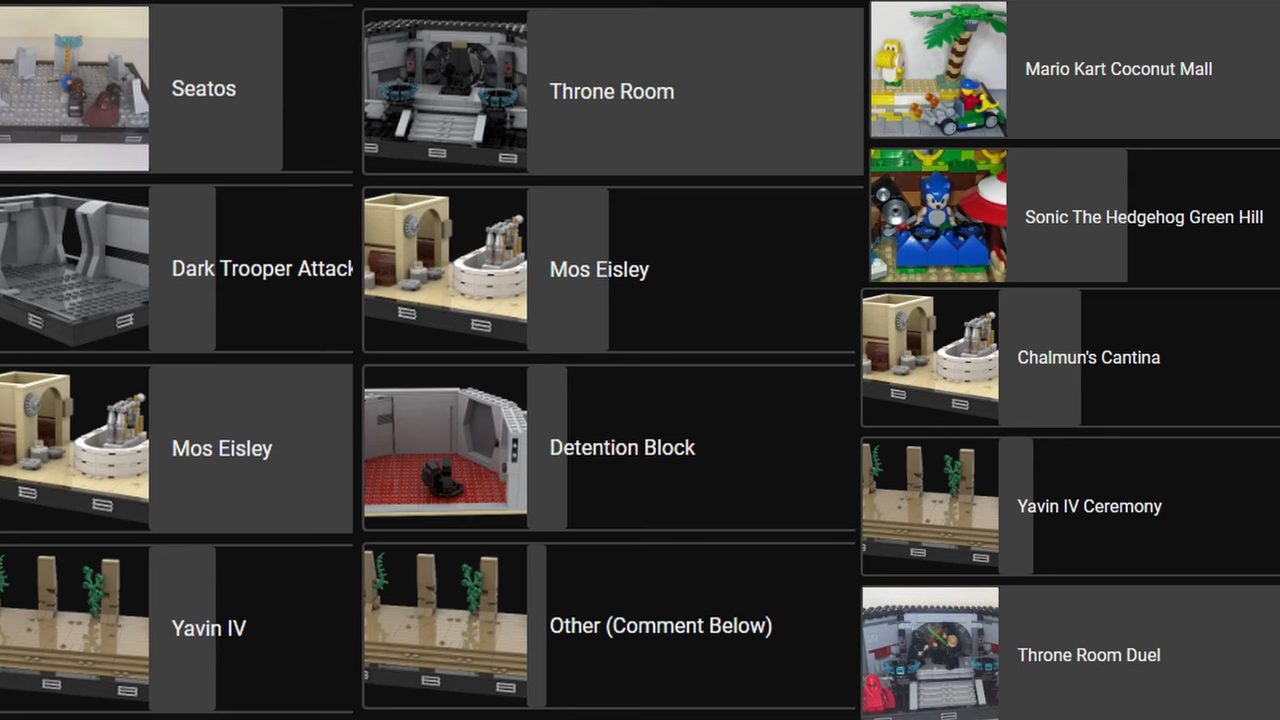 Seatos
Dark Trooper Attack
Mos Eisley
Yavin IV
Throne Room
Mos Eisley
Detention Block
Other (Comment Below)
Mario Kart Coconut Mall
Sonic The Hedgehog Green Hill
Chalmun's Cantina
Yavin IV Ceremony
Throne Room Duel